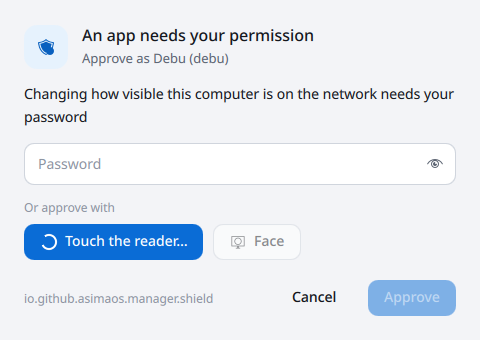 An app needs your permission
Approve as Debu (debu)
Changing how visible this computer is on the network needs your
password
Password
Or approve with
Touch the reader...
Face
io.github.asimaos.manager.shield
Cancel
Approve